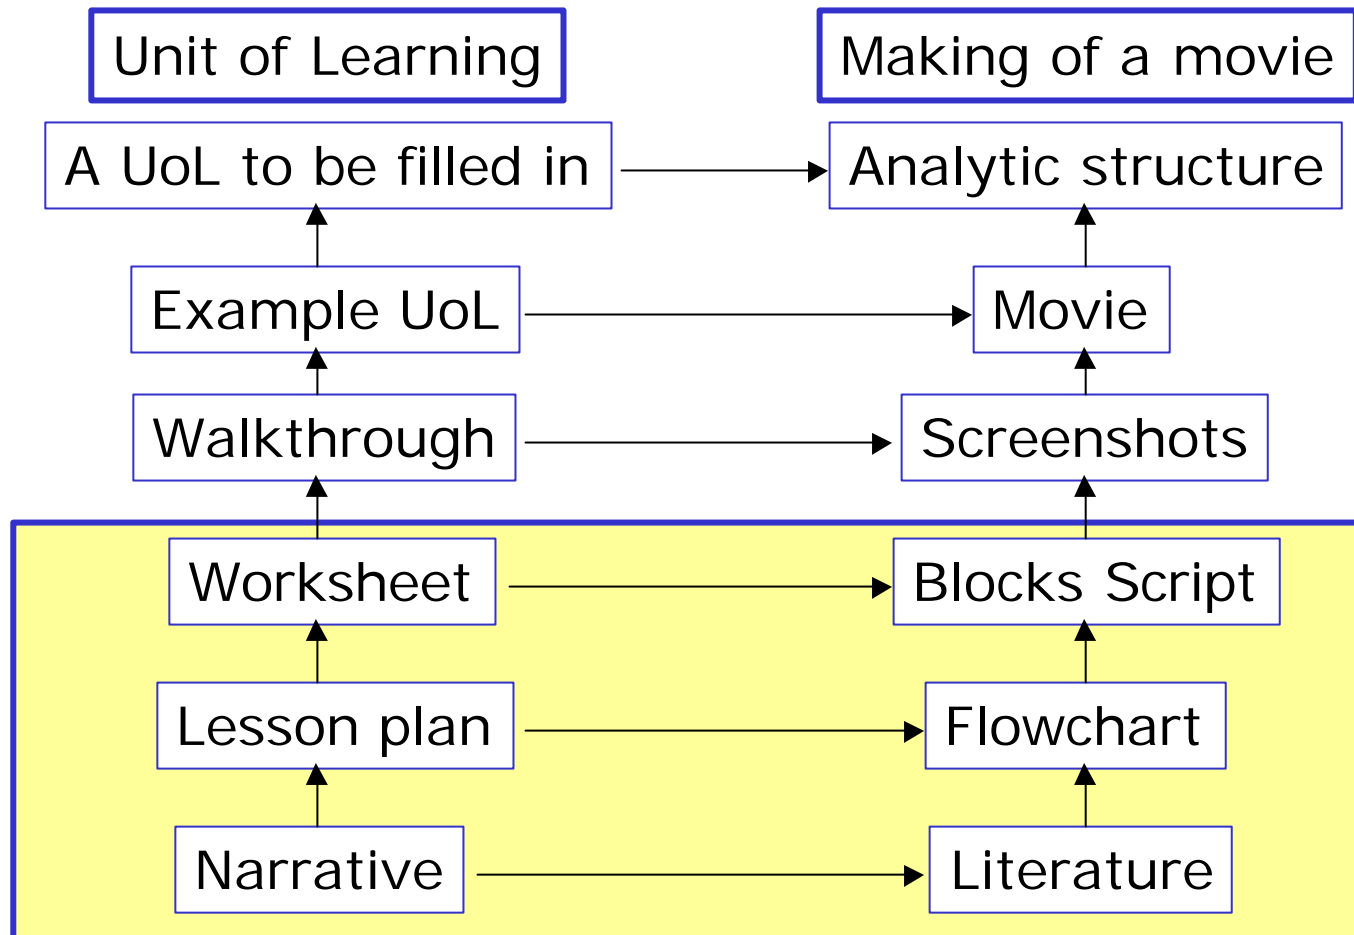 Unit of Learning
Making of a movie
A UoL to be filled in
Analytic structure
Example UoL
Movie
Walkthrough
Screenshots
Worksheet
Blocks Script
Lesson plan
Flowchart
Narrative
Literature